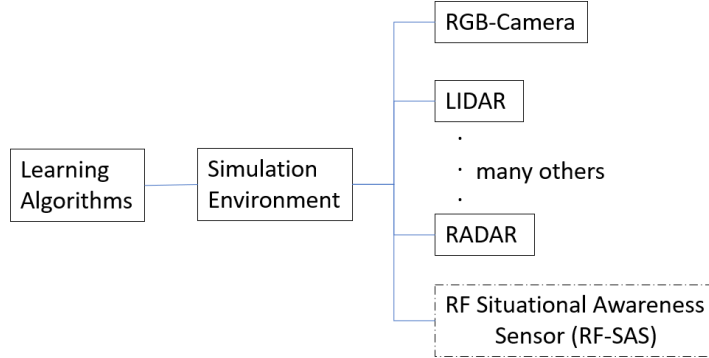 RGB-Camera
LIDAR
many others
Learning
Algorithms
Simulation
Environment
RADAR
RF Situational Awareness
Sensor (RF-SAS)